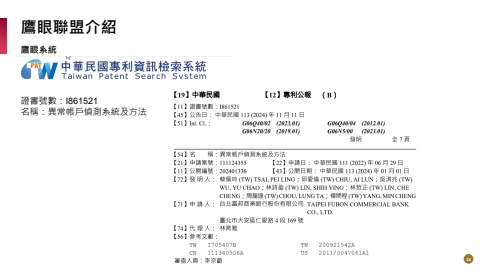 鷹眼聯盟介紹
鷹眼系統
中華民國專利資訊檢索系統
Taiwan Patent Search System
證書號數：I861521
名稱：異常帳戶偵測系統及方法
【19】中華民國 【12】專利公報 （B）
【11】證書號數：I861521
【45】公告日： 中華民國 113 (2024) 年 11 月 11 日
【51】Int. Cl.： G06Q40/02 (2023.01) G06Q40/04 (2012.01)
G06N20/20 (2019.01) G06N5/00 (2023.01)
發明 全 7 頁
【54】名 稱：異常帳戶偵測系統及方法
【21】申請案號：111124355 【22】申請日： 中華民國 111 (2022) 年 06 月 29 日
【11】公開編號：202401336 【43】公開日期： 中華民國 113 (2024) 年 01 月 01 日
【72】發 明 人： 蔡佩玲 (TW) TSAI, PEI LING；邱愛倫 (TW) CHIU, AI LUN；吳昱兆 (TW)
WU, YU CHAO；林詩盈 (TW) LIN, SHIH YING；林哲正 (TW) LIN, CHE
CHENG；周龍達 (TW) CHOU, LUNG TA；楊閔程 (TW) YANG, MIN CHENG
【71】申 請 人： 台北富邦商業銀行股份有限公司 TAIPEI FUBON COMMERCIAL BANK
CO., LTD.
臺北市大安區仁愛路 4 段 169 號
【74】代 理 人： 林育雅
【56】參考文獻：
TW I705407B TW 200921542A
CN 111340506A US 2011/0047061A1
審查人員：李宗勳